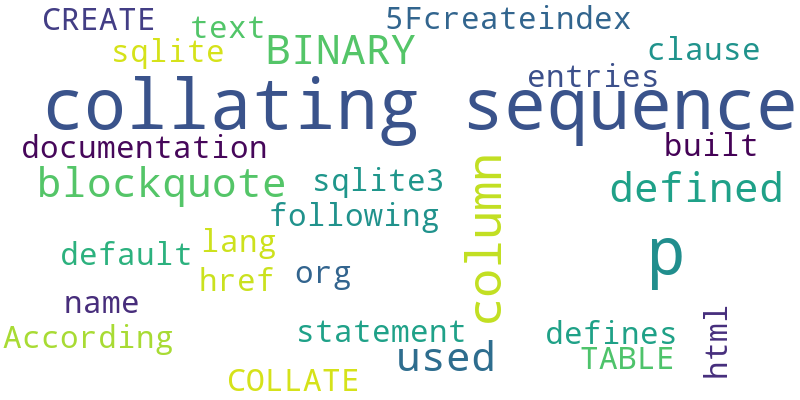 CREATE
text
5Fcreateindex
sqlite
BINARY
clause
entries
collating sequence
documentation
built
blockquote
sqlite3
column
defined
following
default
lang
p
href
org
name
According
statement
defines
html
used
TABLE
COLLATE